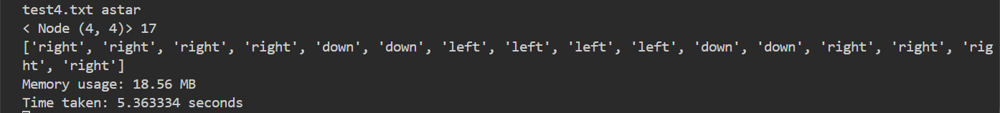 test4.txt astar
< Node (4, 4)> 17
['right', 'right', 'right', 'right', 'down', 'down', 'left', 'left', 'left', 'left', 'down', 'down', 'right', 'right', 'rig
ht', 'right']
Memory usage: 18.56 MB
Time taken: 5.363334 seconds